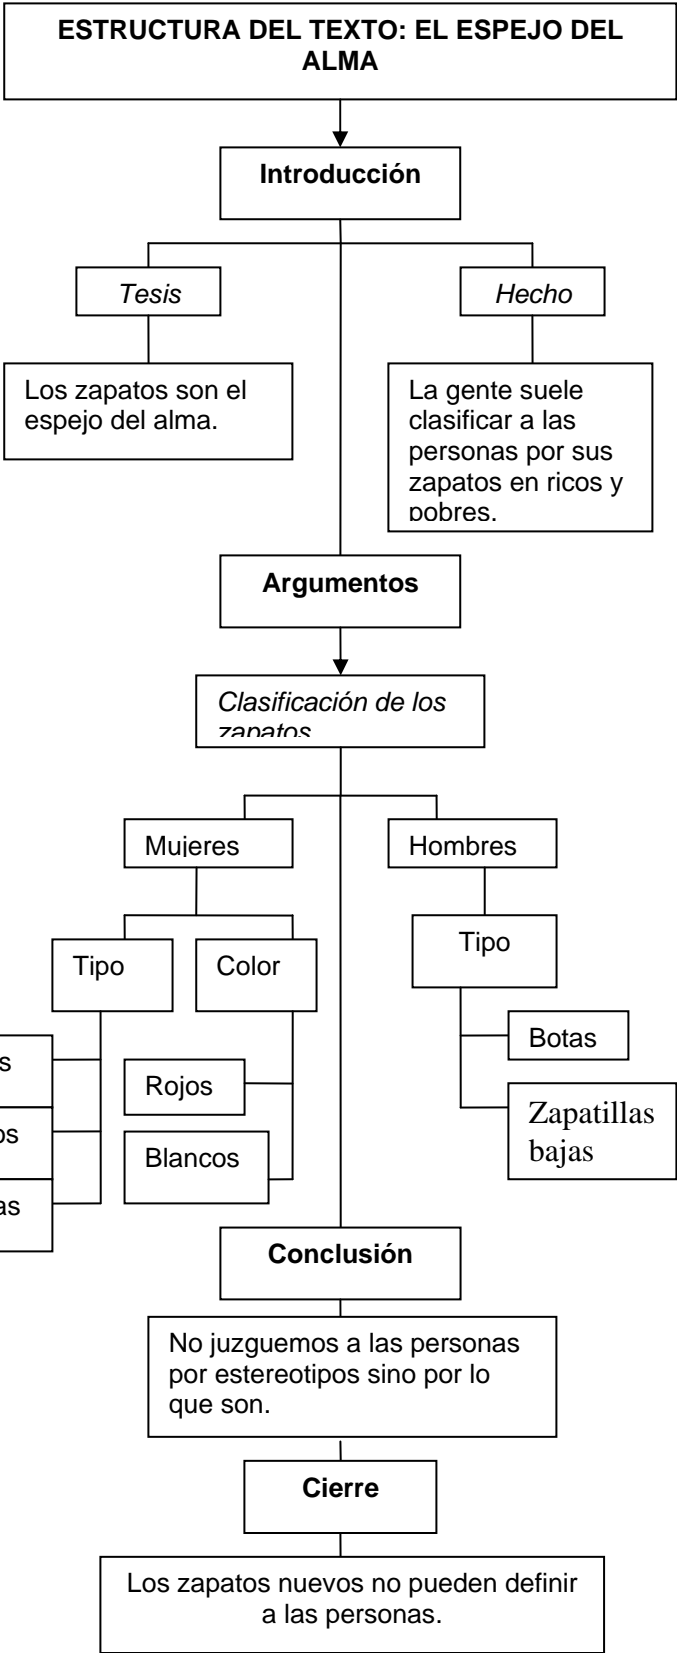 ESTRUCTURA DEL TEXTO: EL ESPEJO DEL
ALMA
Introducción
Tesis
Hecho
Los zapatos son el
espejo del alma.
La gente suele
clasificar a las
personas por sus
zapatos en ricos y
pobres.
Argumentos
Clasificación de los
zapatos
Mujeres
Hombres
Tipo
Color
Tipo
Botas
Rojos
Zapatillas
bajas
Blancos
Conclusión
No juzguemos a las personas
por estereotipos sino por lo
que son.
Cierre
Los zapatos nuevos no pueden definir
a las personas.